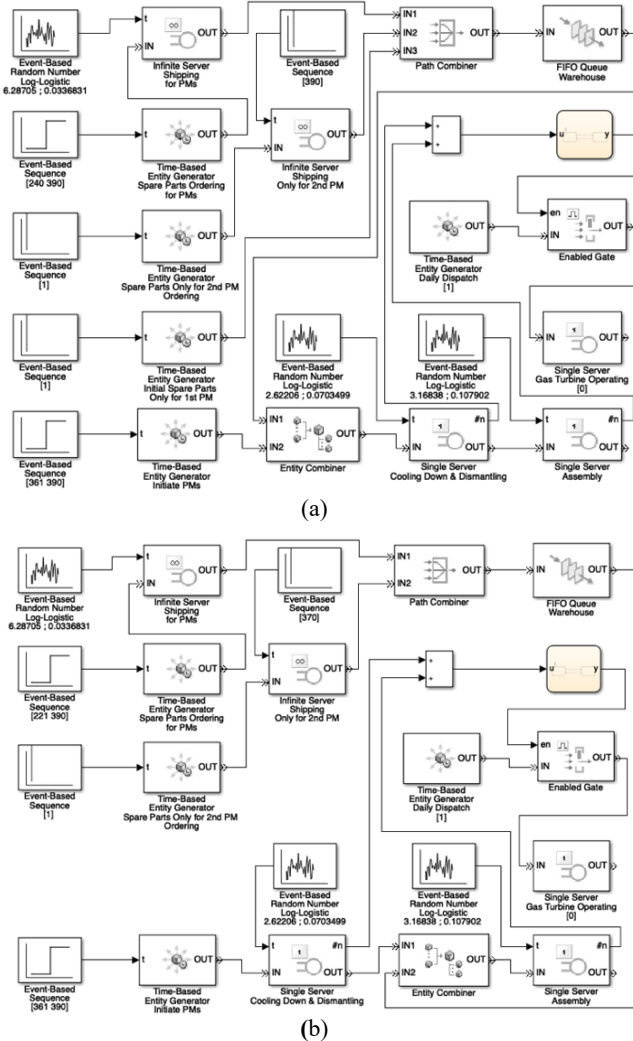 t
IN
OUT
Event-Based
Random Number
Log-Logistic
6.28705 ; 0.0336831
∞
Infinite Server
Shipping
for PMs
Event-Based
Sequence
[390]
IN1
IN2
IN3
OUT
Path Combiner
IN
OUT
FIFO Queue
Warehouse
Event-Based
Sequence
[240 390]
t
OUT
Time-Based
Entity Generator
Spare Parts Ordering
for PMs
t
∞
IN
OUT
Infinite Server
Shipping
Only for 2nd PM
+
+
u
y
Event-Based
Sequence
[1]
t
OUT
Time-Based
Entity Generator
Spare Parts Only for 2nd PM
Ordering
OUT
Time-Based
Entity Generator
Daily Dispatch
[1]
en
IN
OUT
Enabled Gate
Event-Based
Sequence
[1]
t
OUT
Time-Based
Entity Generator
Initial Spare Parts
Only for 1st PM
Event-Based
Random Number
Log-Logistic
2.62206 ; 0.0703499
Event-Based
Random Number
Log-Logistic
3.16838 ; 0.107902
IN
1
OUT
Single Server
Gas Turbine Operating
[0]
Event-Based
Sequence
[361 390]
t
OUT
Time-Based
Entity Generator
Initiate PMs
IN1
IN2
OUT
Entity Combiner
t
1
#n
IN
OUT
Single Server
Cooling Down & Dismantling
t
1
#n
IN
OUT
Single Server
Assembly
(a)
Event-Based
Random Number
Log-Logistic
6.28705 ; 0.0336831
t
∞
IN
OUT
Infinite Server
Shipping
for PMs
Event-Based
Sequence
[370]
IN1
IN2
OUT
Path Combiner
IN
OUT
FIFO Queue
Warehouse
Event-Based
Sequence
[221 390]
t
OUT
Time-Based
Entity Generator
Spare Parts Ordering
for PMs
t
∞
IN
OUT
Infinite Server
Shipping
Only for 2nd PM
+
+
u
y
Event-Based
Sequence
[1]
t
OUT
Time-Based
Entity Generator
Spare Parts Only for 2nd PM
Ordering
OUT
Time-Based
Entity Generator
Daily Dispatch
[1]
en
IN
OUT
Enabled Gate
Event-Based
Random Number
Log-Logistic
2.62206 ; 0.0703499
Event-Based
Random Number
Log-Logistic
3.16838 ; 0.107902
IN
1
OUT
Single Server
Gas Turbine Operating
[0]
Event-Based
Sequence
[361 390]
t
OUT
Time-Based
Entity Generator
Initiate PMs
t
1
#n
IN
OUT
Single Server
Cooling Down & Dismantling
IN1
IN2
OUT
Entity Combiner
t
1
#n
IN
OUT
Single Server
Assembly
(b)